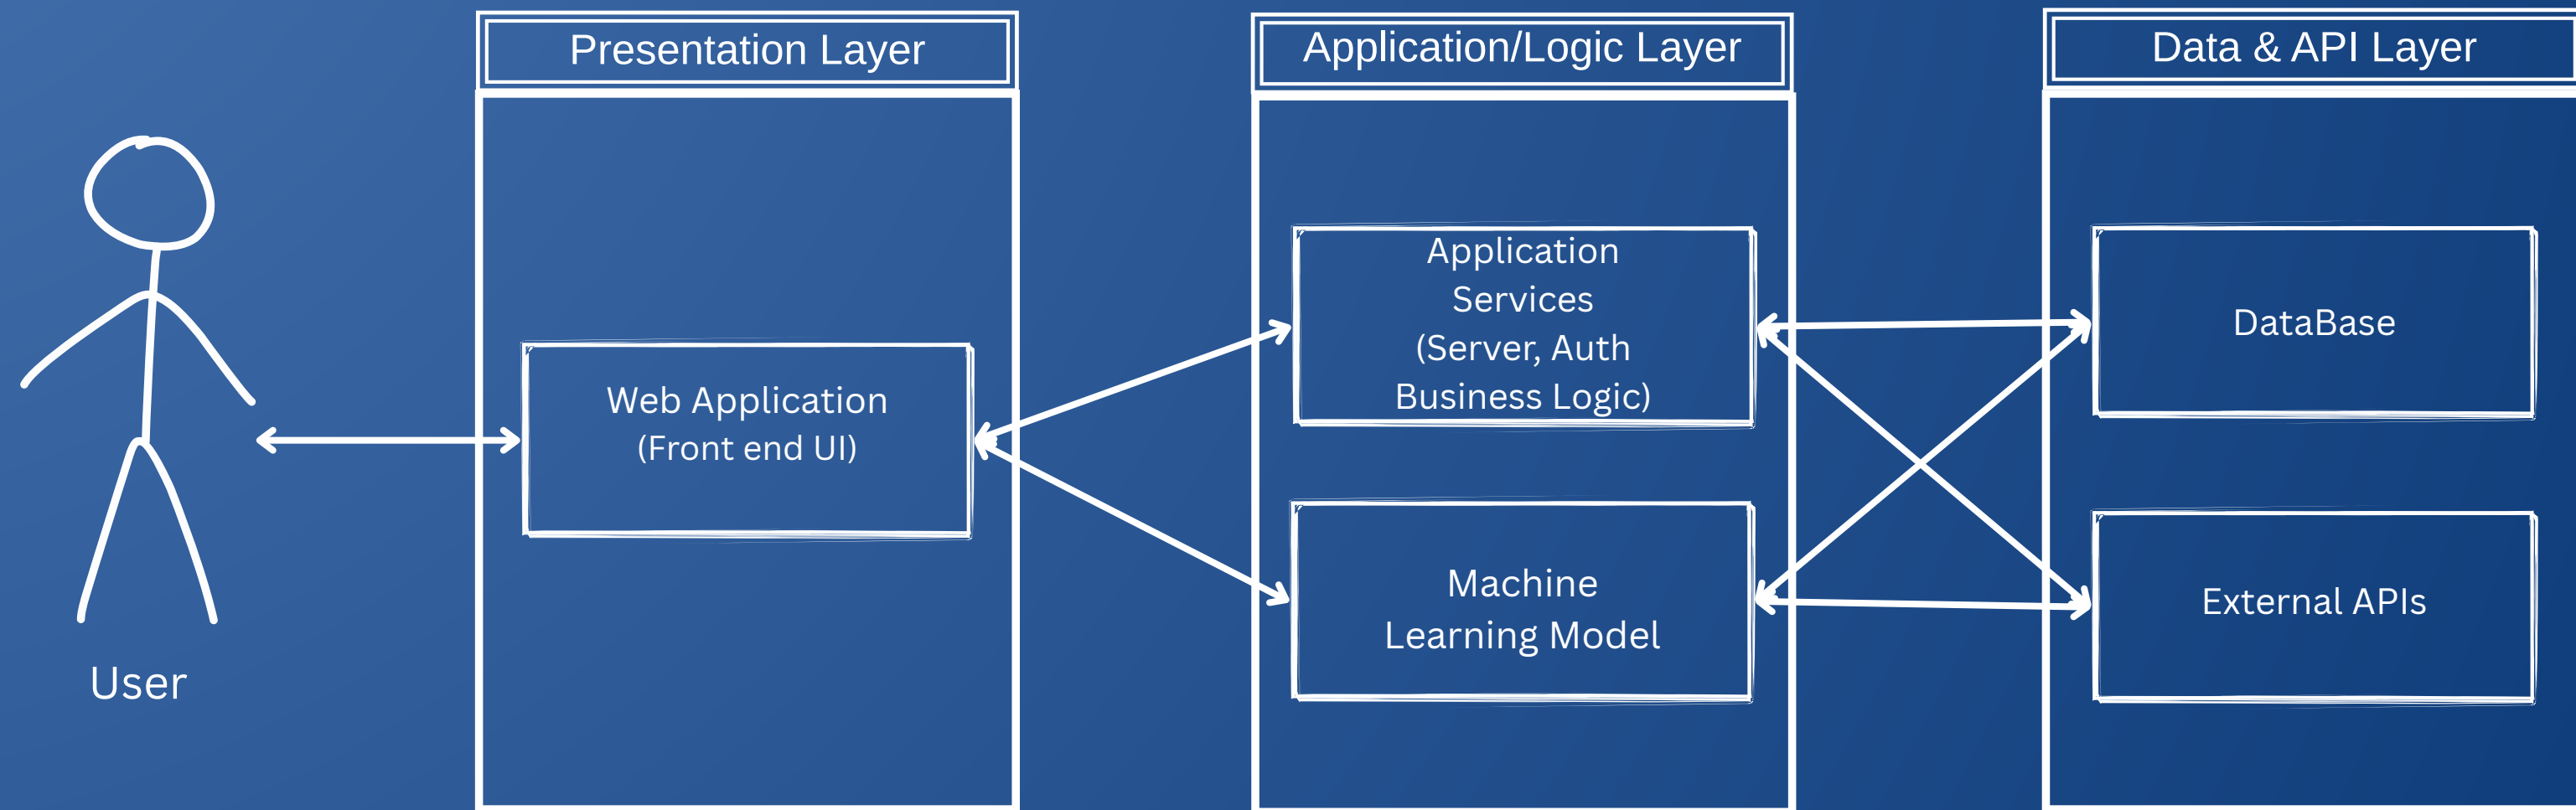 Presentation Layer
Application/Logic Layer
Data & API Layer
User
Web Application
(Front end UI)
Application
Services
(Server, Auth
Business Logic)
Machine
Learning Model
DataBase
External APIs